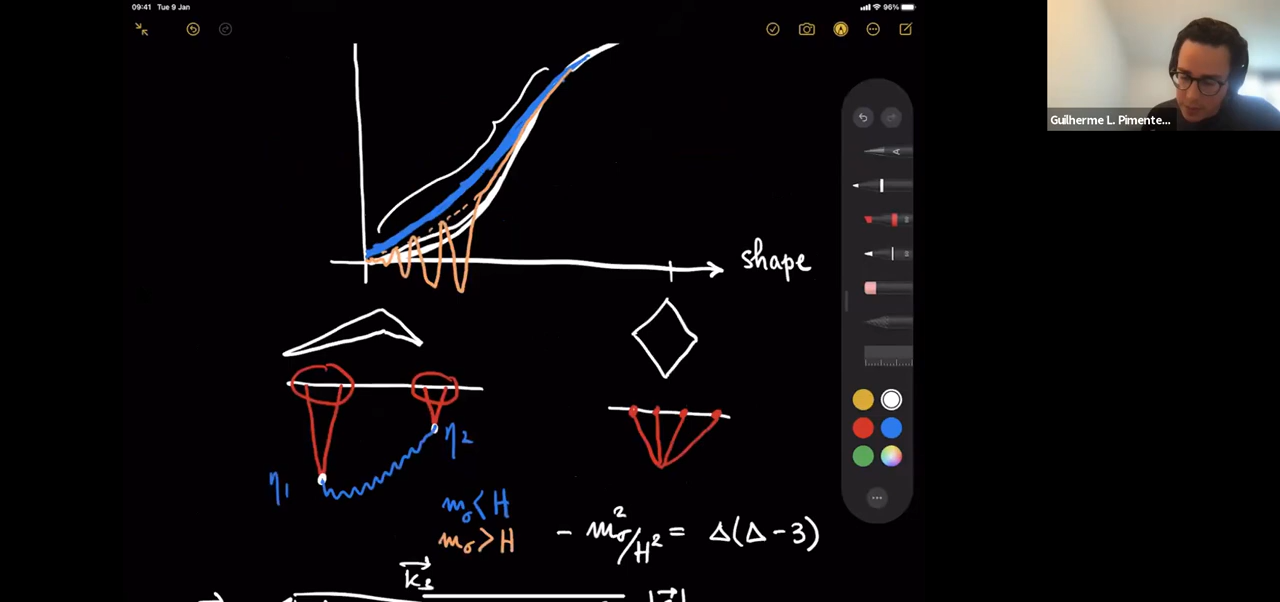 09:41 Tue 9 Jan
96%
Guilherme L. Pimente...
A
shape
η1
η2
mσ < H
mσ > H
- mσ²/H² = Δ(Δ-3)